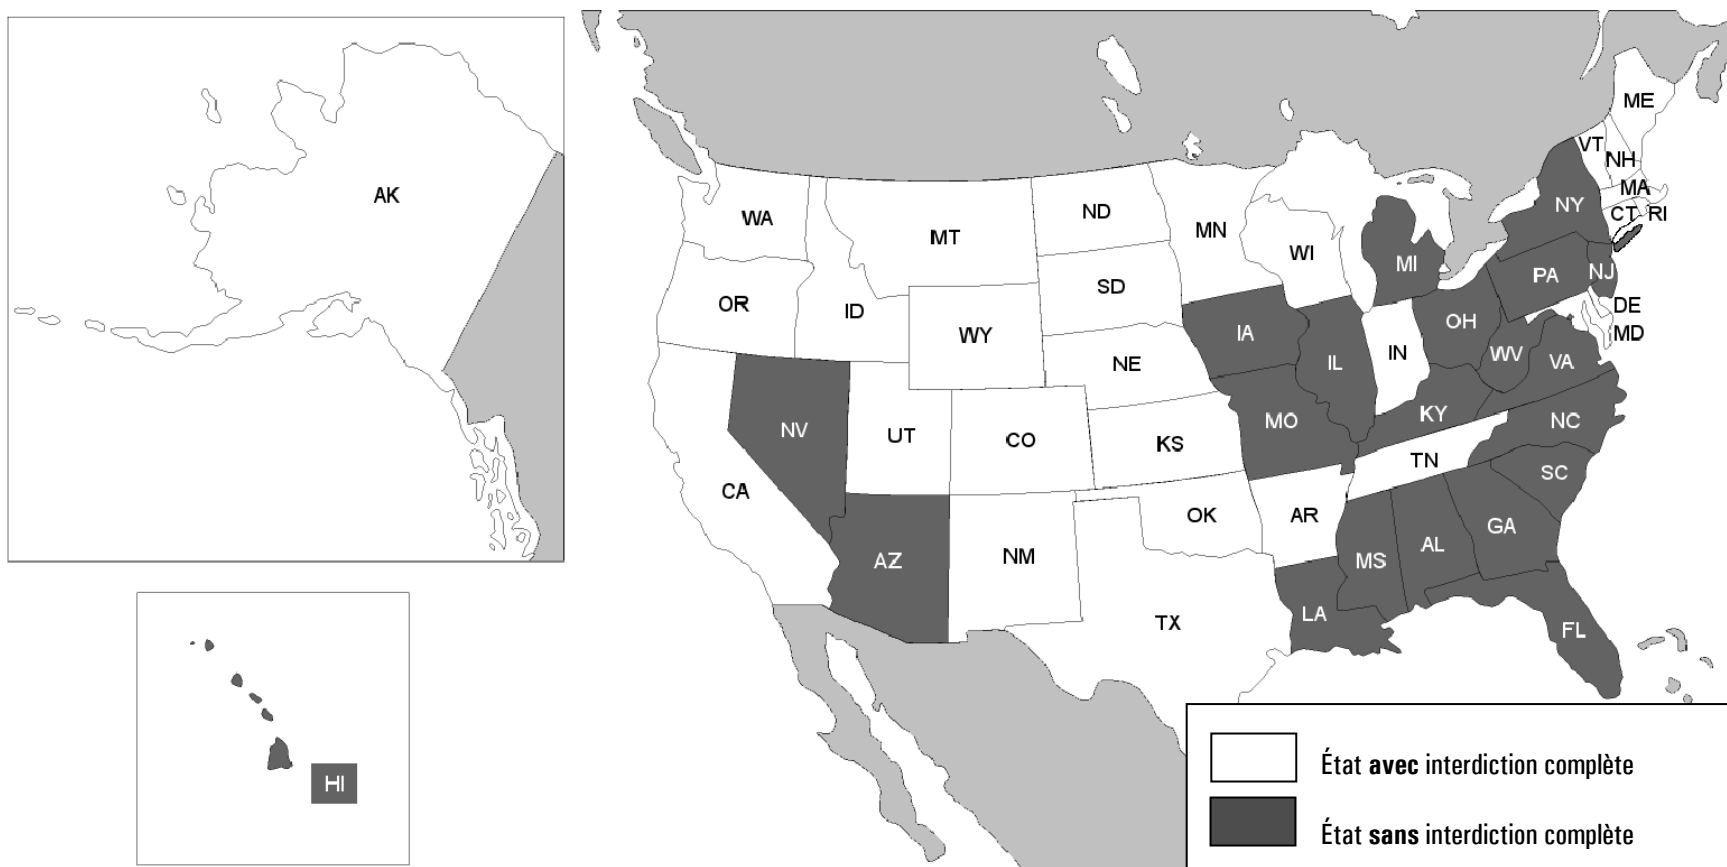 AK
HI
WA
OR
CA
ID
NV
MT
WY
UT
AZ
CO
NM
ND
SD
NE
KS
OK
TX
MN
IA
MO
AR
LA
WI
IL
MI
IN
OH
KY
TN
MS
AL
GA
FL
SC
NC
VA
WV
PA
NY
NJ
DE
MD
VT
NH
ME
MA
CT
RI
État avec interdiction complète
État sans interdiction complète